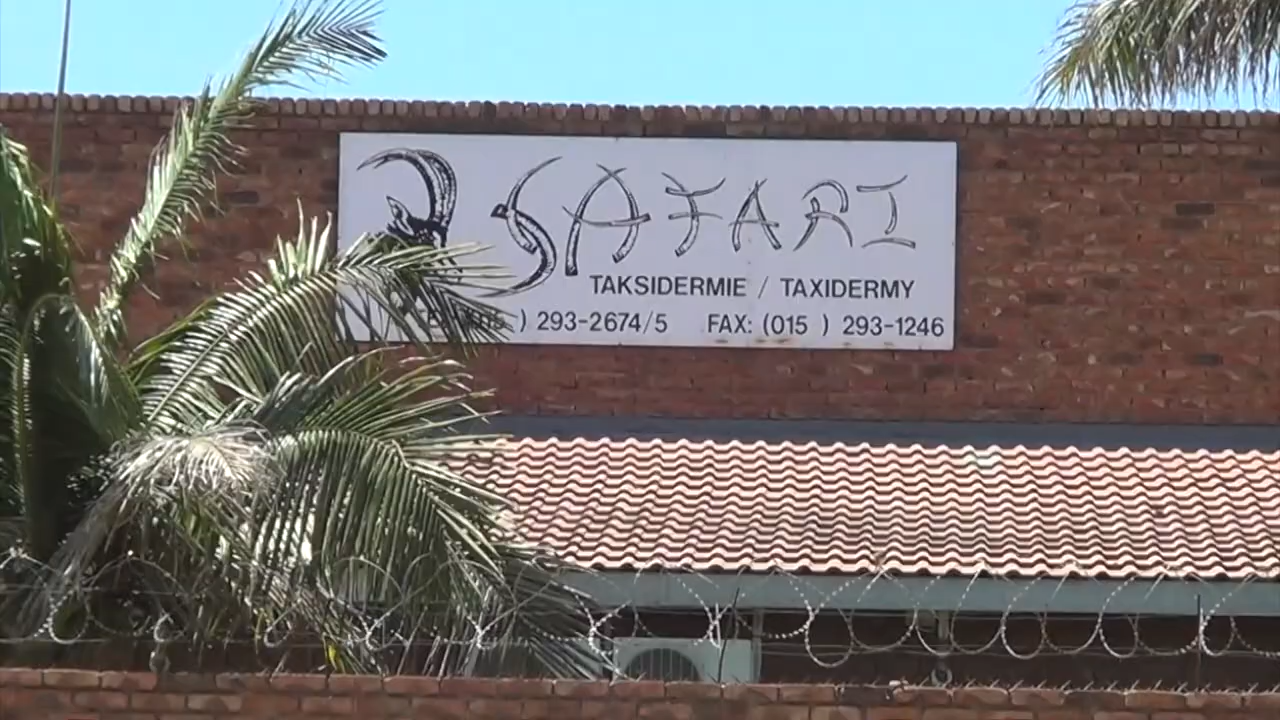 SAFARI
TAKSIDERMIE / TAXIDERMY
) 293-2674/5 FAX: (015 ) 293-1246